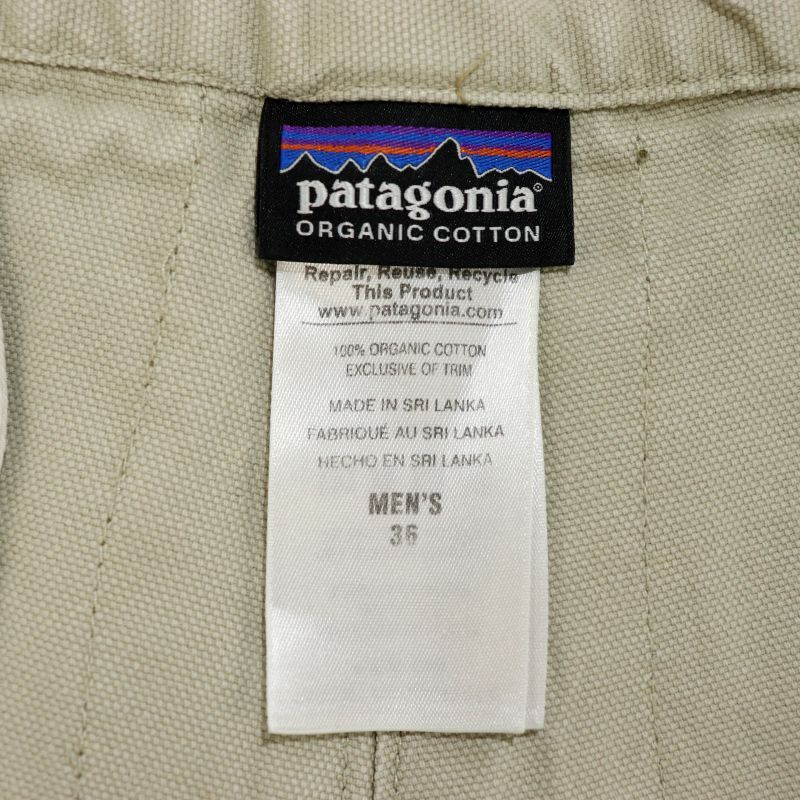 patagonia®
ORGANIC COTTON
Repair, Reuse, Recycle
This Product
www.patagonia.com
100% ORGANIC COTTON
EXCLUSIVE OF TRIM
MADE IN SRI LANKA
FABRIQUÉ AU SRI LANKA
HECHO EN SRI LANKA
MEN'S
36